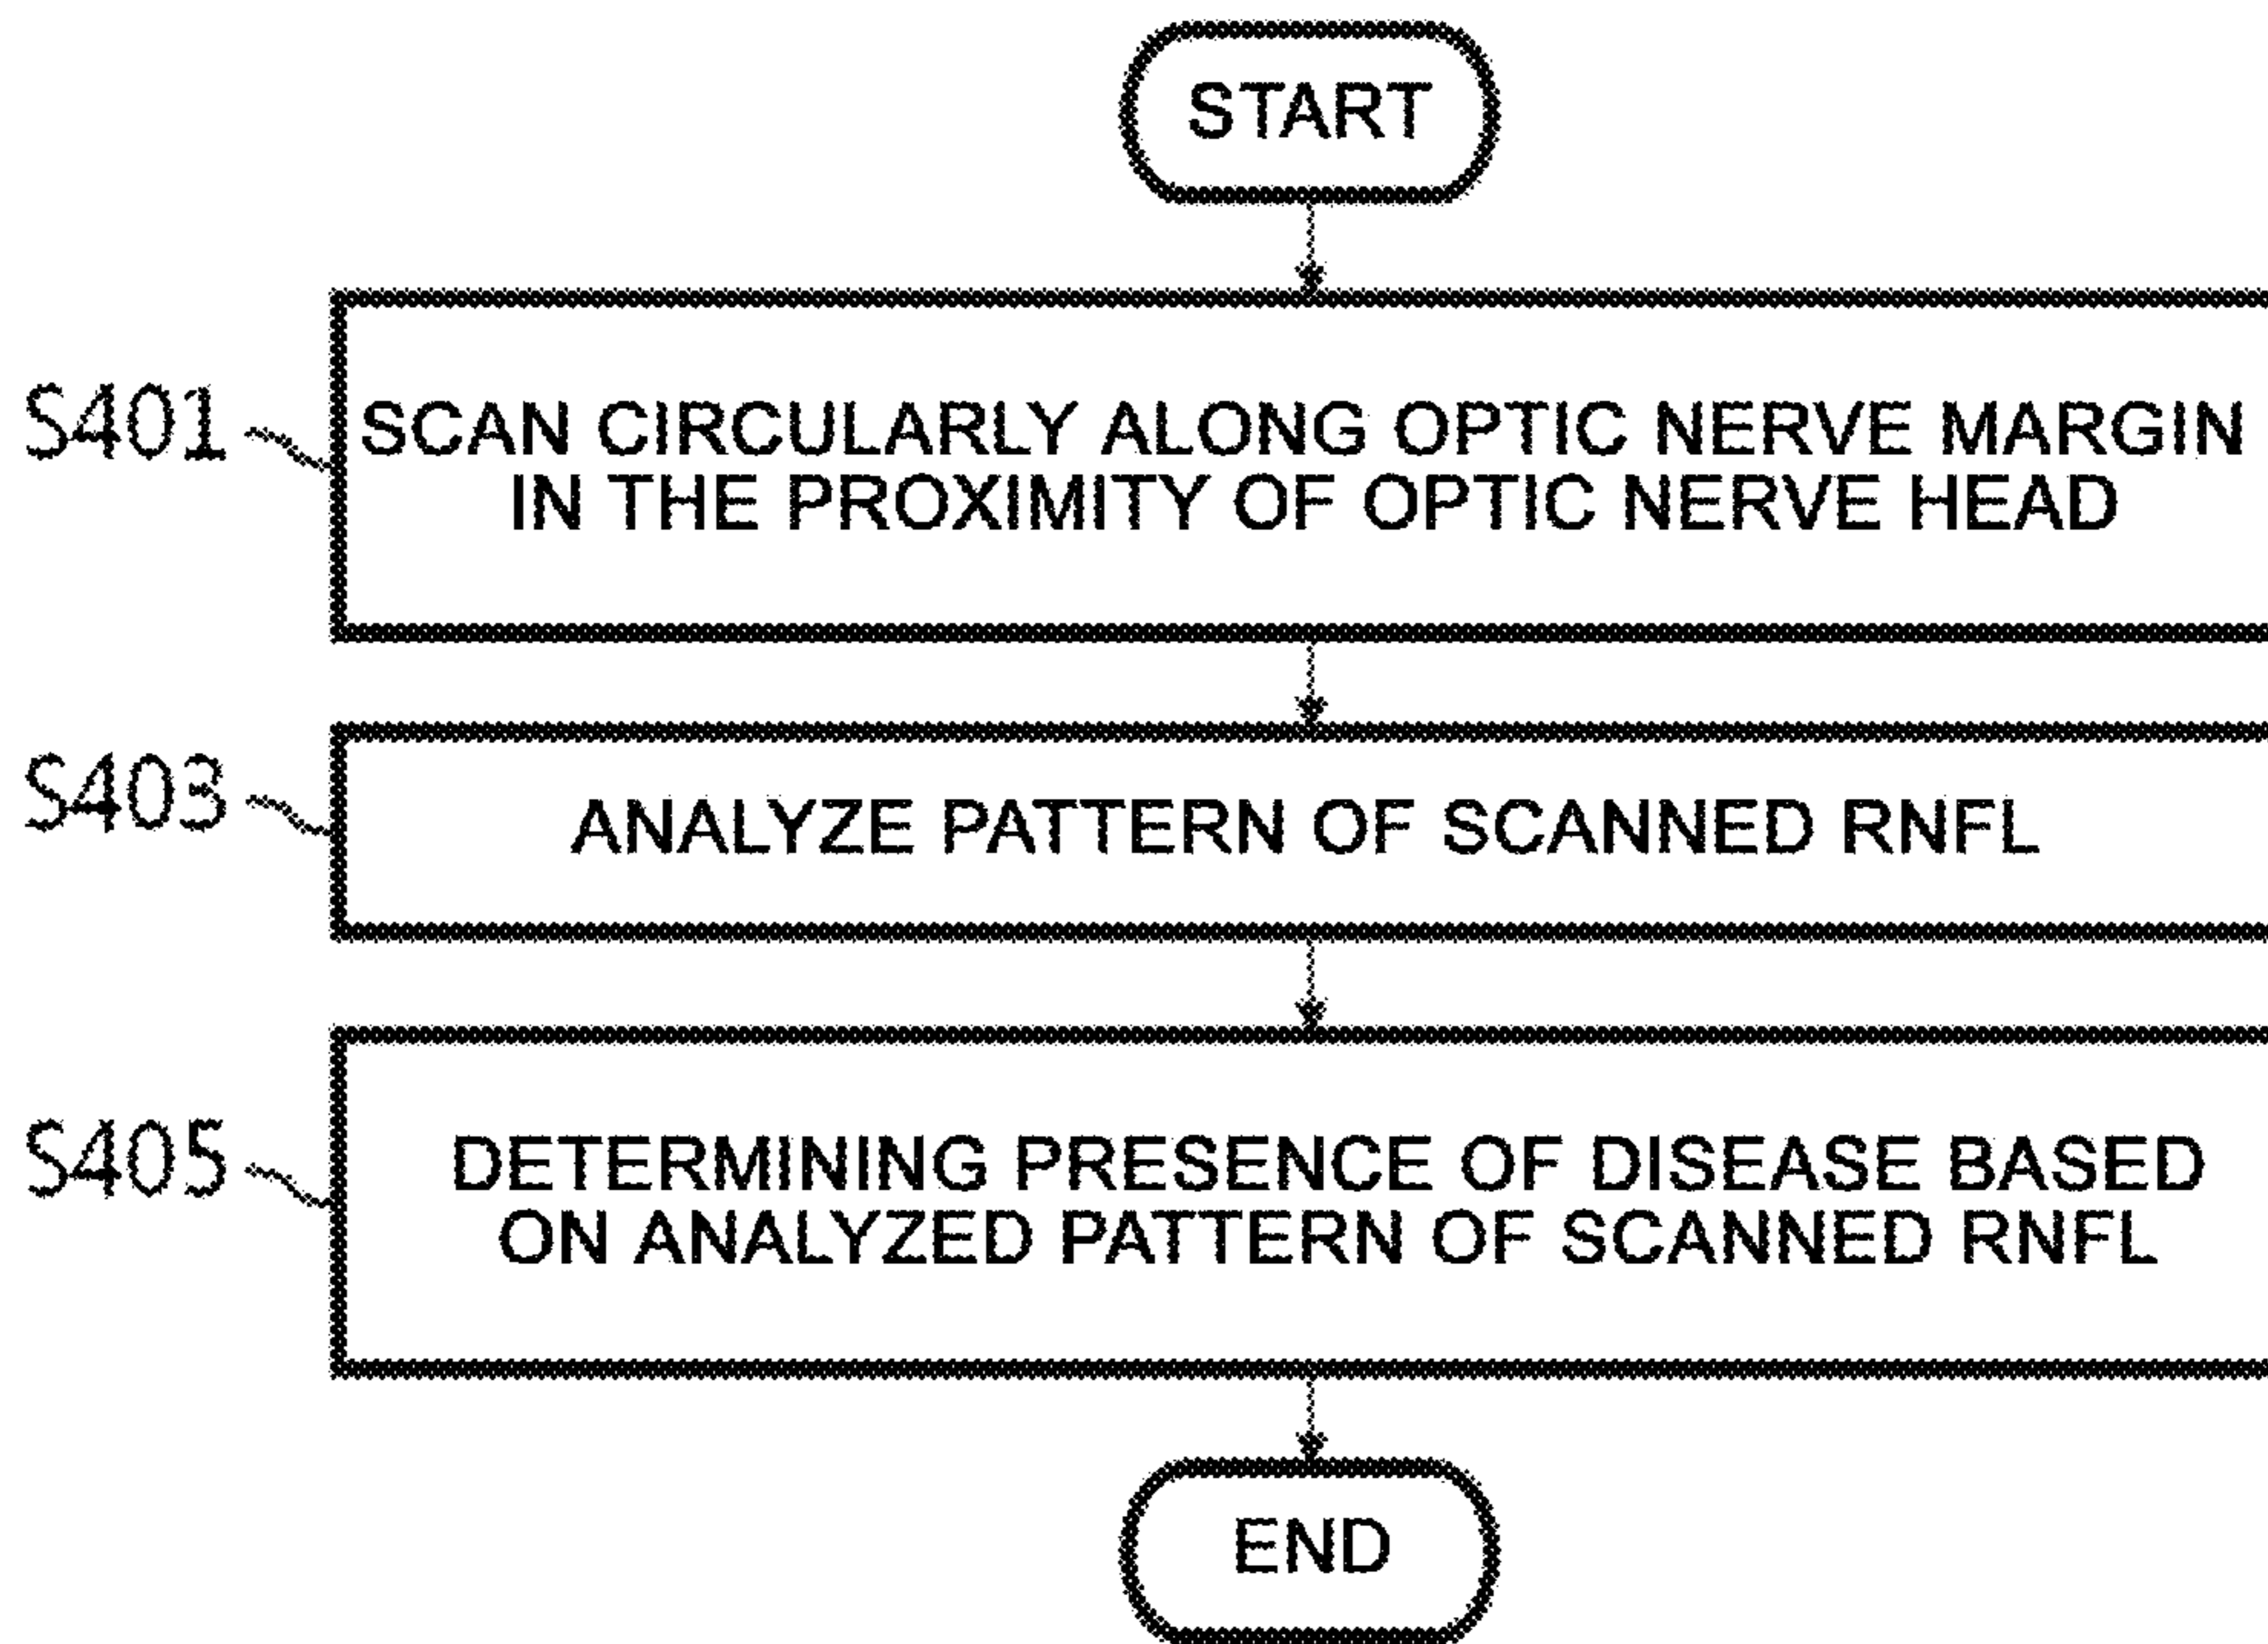 START
S401
SCAN CIRCULARLY ALONG OPTIC NERVE MARGIN
IN THE PROXIMITY OF OPTIC NERVE HEAD
S403
ANALYZE PATTERN OF SCANNED RNFL
S405
DETERMINING PRESENCE OF DISEASE BASED
ON ANALYZED PATTERN OF SCANNED RNFL
END